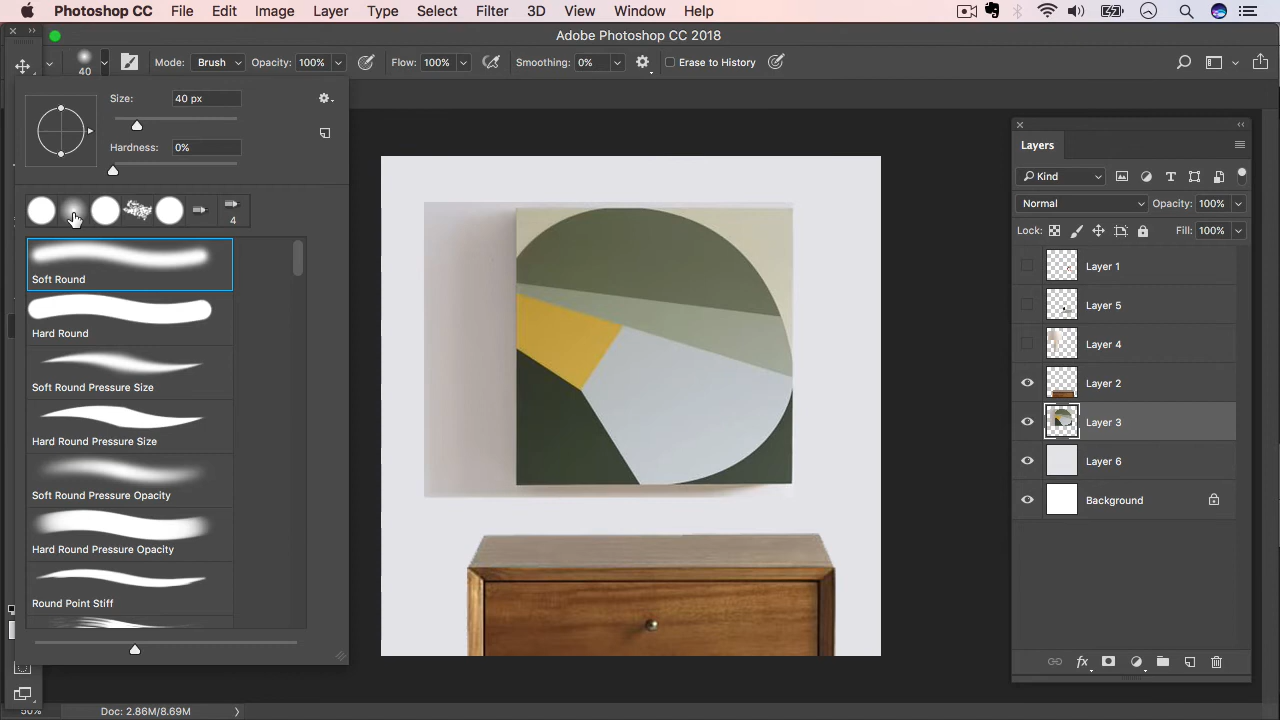 Photoshop CC File Edit Image Layer Type Select Filter 3D View Window Help
Adobe Photoshop CC 2018
40 Mode: Brush Opacity: 100% Flow: 100% Smoothing: 0% Erase to History
Size: 40 px
Hardness: 0%
4
Soft Round
Hard Round
Soft Round Pressure Size
Hard Round Pressure Size
Soft Round Pressure Opacity
Hard Round Pressure Opacity
Round Point Stiff
Layers
Kind
Normal Opacity: 100%
Lock: Fill: 100%
Layer 1
Layer 5
Layer 4
Layer 2
Layer 3
Layer 6
Background
fx
50% Doc: 2.86M/8.69M